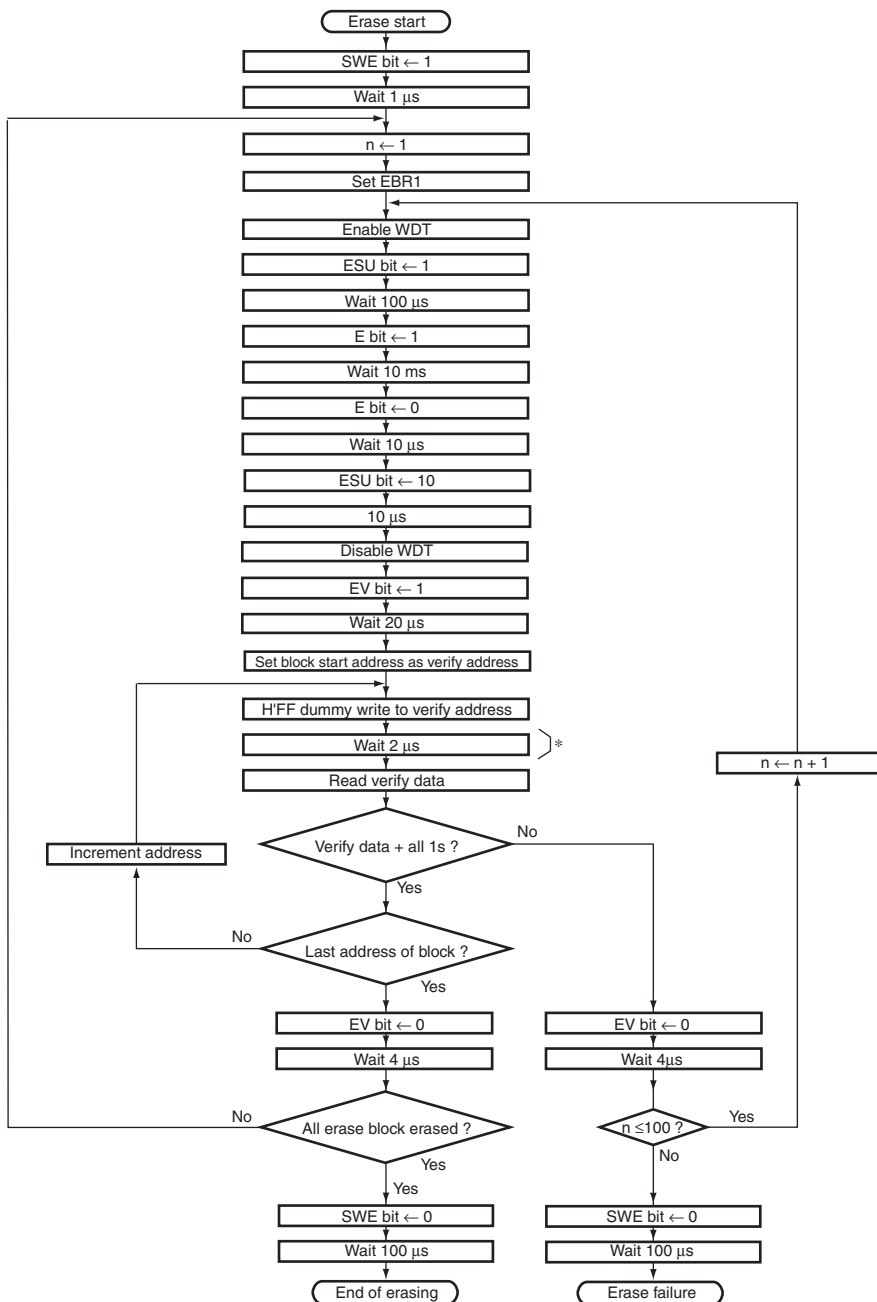 Erase start
SWE bit ← 1
Wait 1 μs
n ← 1
Set EBR1
Enable WDT
ESU bit ← 1
Wait 100 μs
E bit ← 1
Wait 10 ms
E bit ← 0
Wait 10 μs
ESU bit ← 10
10 μs
Disable WDT
EV bit ← 1
Wait 20 μs
Set block start address as verify address
H'FF dummy write to verify address
Wait 2 μs
*
n ← n + 1
Read verify data
No
Verify data + all 1s ?
Increment address
Yes
No
Last address of block ?
Yes
EV bit ← 0
EV bit ← 0
Wait 4 μs
Wait 4μs
No
All erase block erased ?
n ≤100 ?
Yes
Yes
No
Yes
SWE bit ← 0
SWE bit ← 0
Wait 100 μs
Wait 100 μs
End of erasing
Erase failure